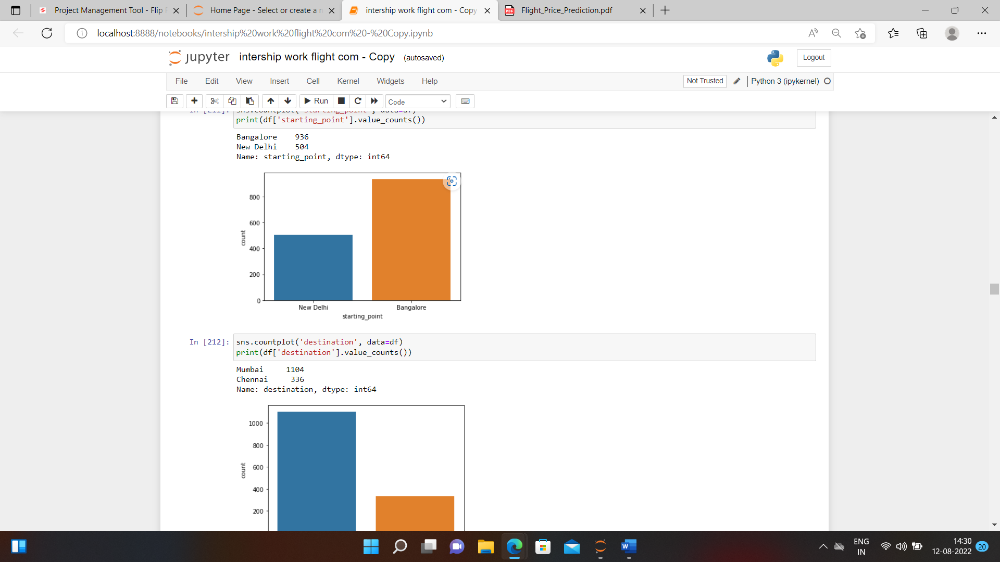 Project Management Tool - Flip
Home Page - Select or create a n
intership work flight com - Copy
Flight_Price_Prediction.pdf
localhost:8888/notebooks/intership%20work%20flight%20com%20-%20Copy.ipynb
jupyter intership work flight com - Copy (autosaved)
Logout
File Edit View Insert Cell Kernel Widgets Help
Not Trusted Python 3 (ipykernel)
Run Code
In [211]: sns.countplot('starting_point', data=df)
print(df['starting_point'].value_counts())
Bangalore 936
New Delhi 504
Name: starting_point, dtype: int64
800
600
400
200
0
count
New Delhi Bangalore
starting_point
In [212]: sns.countplot('destination', data=df)
print(df['destination'].value_counts())
Mumbai 1104
Chennai 336
Name: destination, dtype: int64
1000
800
600
400
200
count
ENG
IN
14:30
12-08-2022
20